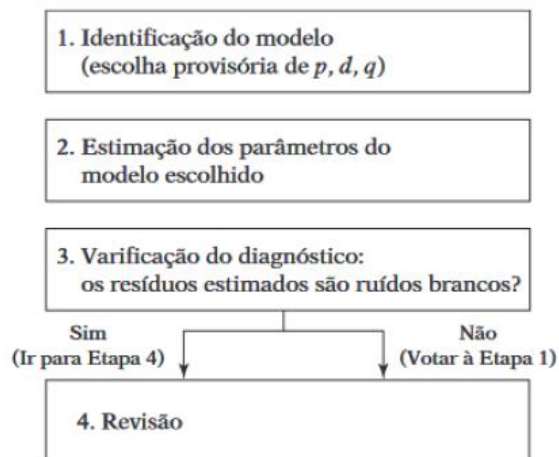 1. Identificação do modelo
(escolha provisória de p, d, q)
2. Estimação dos parâmetros do
modelo escolhido
3. Varificação do diagnóstico:
os resíduos estimados são ruídos brancos?
Sim
(Ir para Etapa 4)
Não
(Votar à Etapa 1)
4. Revisão